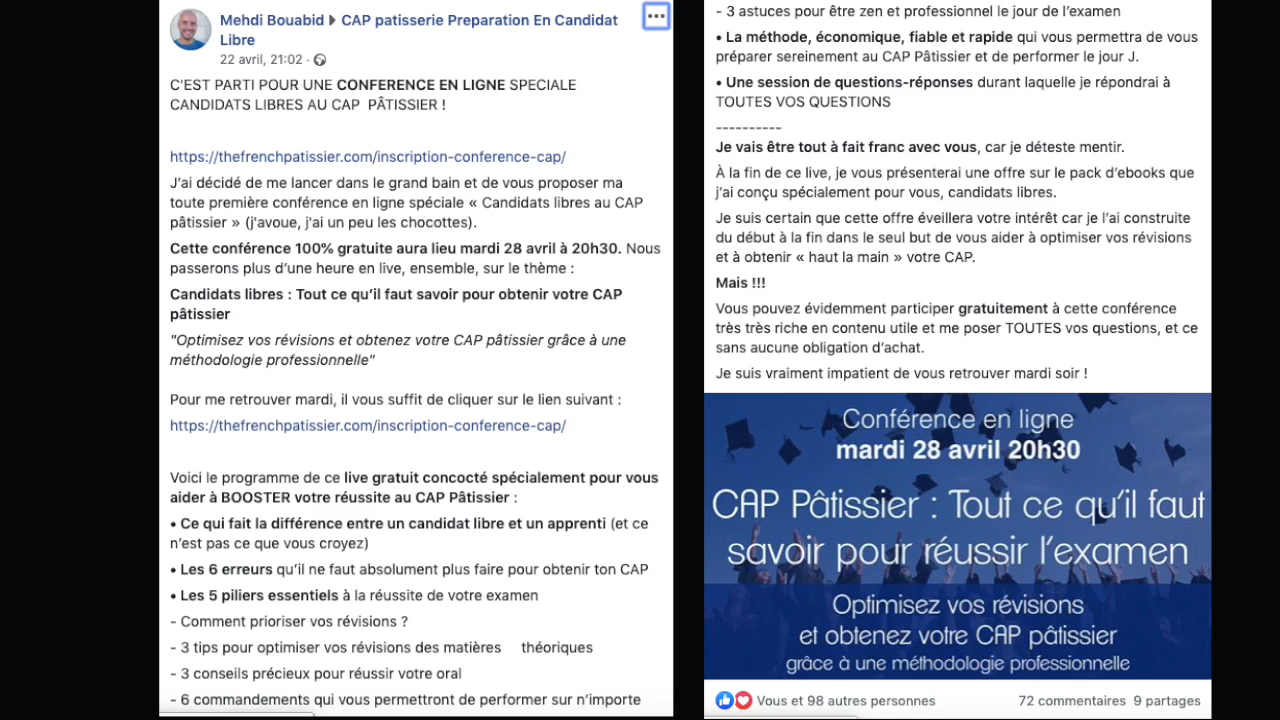 Mehdi Bouabid ▶ CAP patisserie Preparation En Candidat
Libre
22 avril, 21:02 ·
C'EST PARTI POUR UNE CONFERENCE EN LIGNE SPECIALE
CANDIDATS LIBRES AU CAP PÂTISSIER !
https://thefrenchpatissier.com/inscription-conference-cap/
J'ai décidé de me lancer dans le grand bain et de vous proposer ma
toute première conférence en ligne spéciale « Candidats libres au CAP
pâtissier » (j'avoue, j'ai un peu les chocottes).
Cette conférence 100% gratuite aura lieu mardi 28 avril à 20h30. Nous
passerons plus d'une heure en live, ensemble, sur le thème :
Candidats libres : Tout ce qu'il faut savoir pour obtenir votre CAP
pâtissier
"Optimisez vos révisions et obtenez votre CAP pâtissier grâce à une
méthodologie professionnelle"
Pour me retrouver mardi, il vous suffit de cliquer sur le lien suivant :
https://thefrenchpatissier.com/inscription-conference-cap/
Voici le programme de ce live gratuit concocté spécialement pour vous
aider à BOOSTER votre réussite au CAP Pâtissier :
• Ce qui fait la différence entre un candidat libre et un apprenti (et ce
n'est pas ce que vous croyez)
• Les 6 erreurs qu'il ne faut absolument plus faire pour obtenir ton CAP
• Les 5 piliers essentiels à la réussite de votre examen
- Comment prioriser vos révisions ?
- 3 tips pour optimiser vos révisions des matières théoriques
- 3 conseils précieux pour réussir votre oral
- 6 commandements qui vous permettront de performer sur n'importe
- 3 astuces pour être zen et professionnel le jour de l'examen
• La méthode, économique, fiable et rapide qui vous permettra de vous
préparer sereinement au CAP Pâtissier et de performer le jour J.
• Une session de questions-réponses durant laquelle je répondrai à
TOUTES VOS QUESTIONS
----------
Je vais être tout à fait franc avec vous, car je déteste mentir.
À la fin de ce live, je vous présenterai une offre sur le pack d'ebooks que
j'ai conçu spécialement pour vous, candidats libres.
Je suis certain que cette offre éveillera votre intérêt car je l'ai construite
du début à la fin dans le seul but de vous aider à optimiser vos révisions
et à obtenir « haut la main » votre CAP.
Mais !!!
Vous pouvez évidemment participer gratuitement à cette conférence
très très riche en contenu utile et me poser TOUTES vos questions, et ce
sans aucune obligation d'achat.
Je suis vraiment impatient de vous retrouver mardi soir !
Conférence en ligne
mardi 28 avril 20h30
CAP Pâtissier : Tout ce qu'il faut
savoir pour réussir l'examen
Optimisez vos révisions
et obtenez votre CAP pâtissier
grâce à une méthodologie professionnelle
Vous et 98 autres personnes 72 commentaires 9 partages